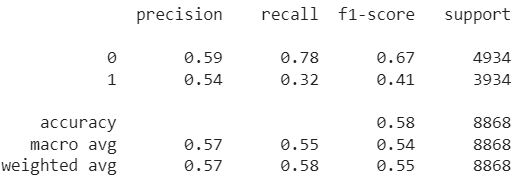 precision recall f1-score support
0 0.59 0.78 0.67 4934
1 0.54 0.32 0.41 3934
accuracy 0.58 8868
macro avg 0.57 0.55 0.54 8868
weighted avg 0.57 0.58 0.55 8868